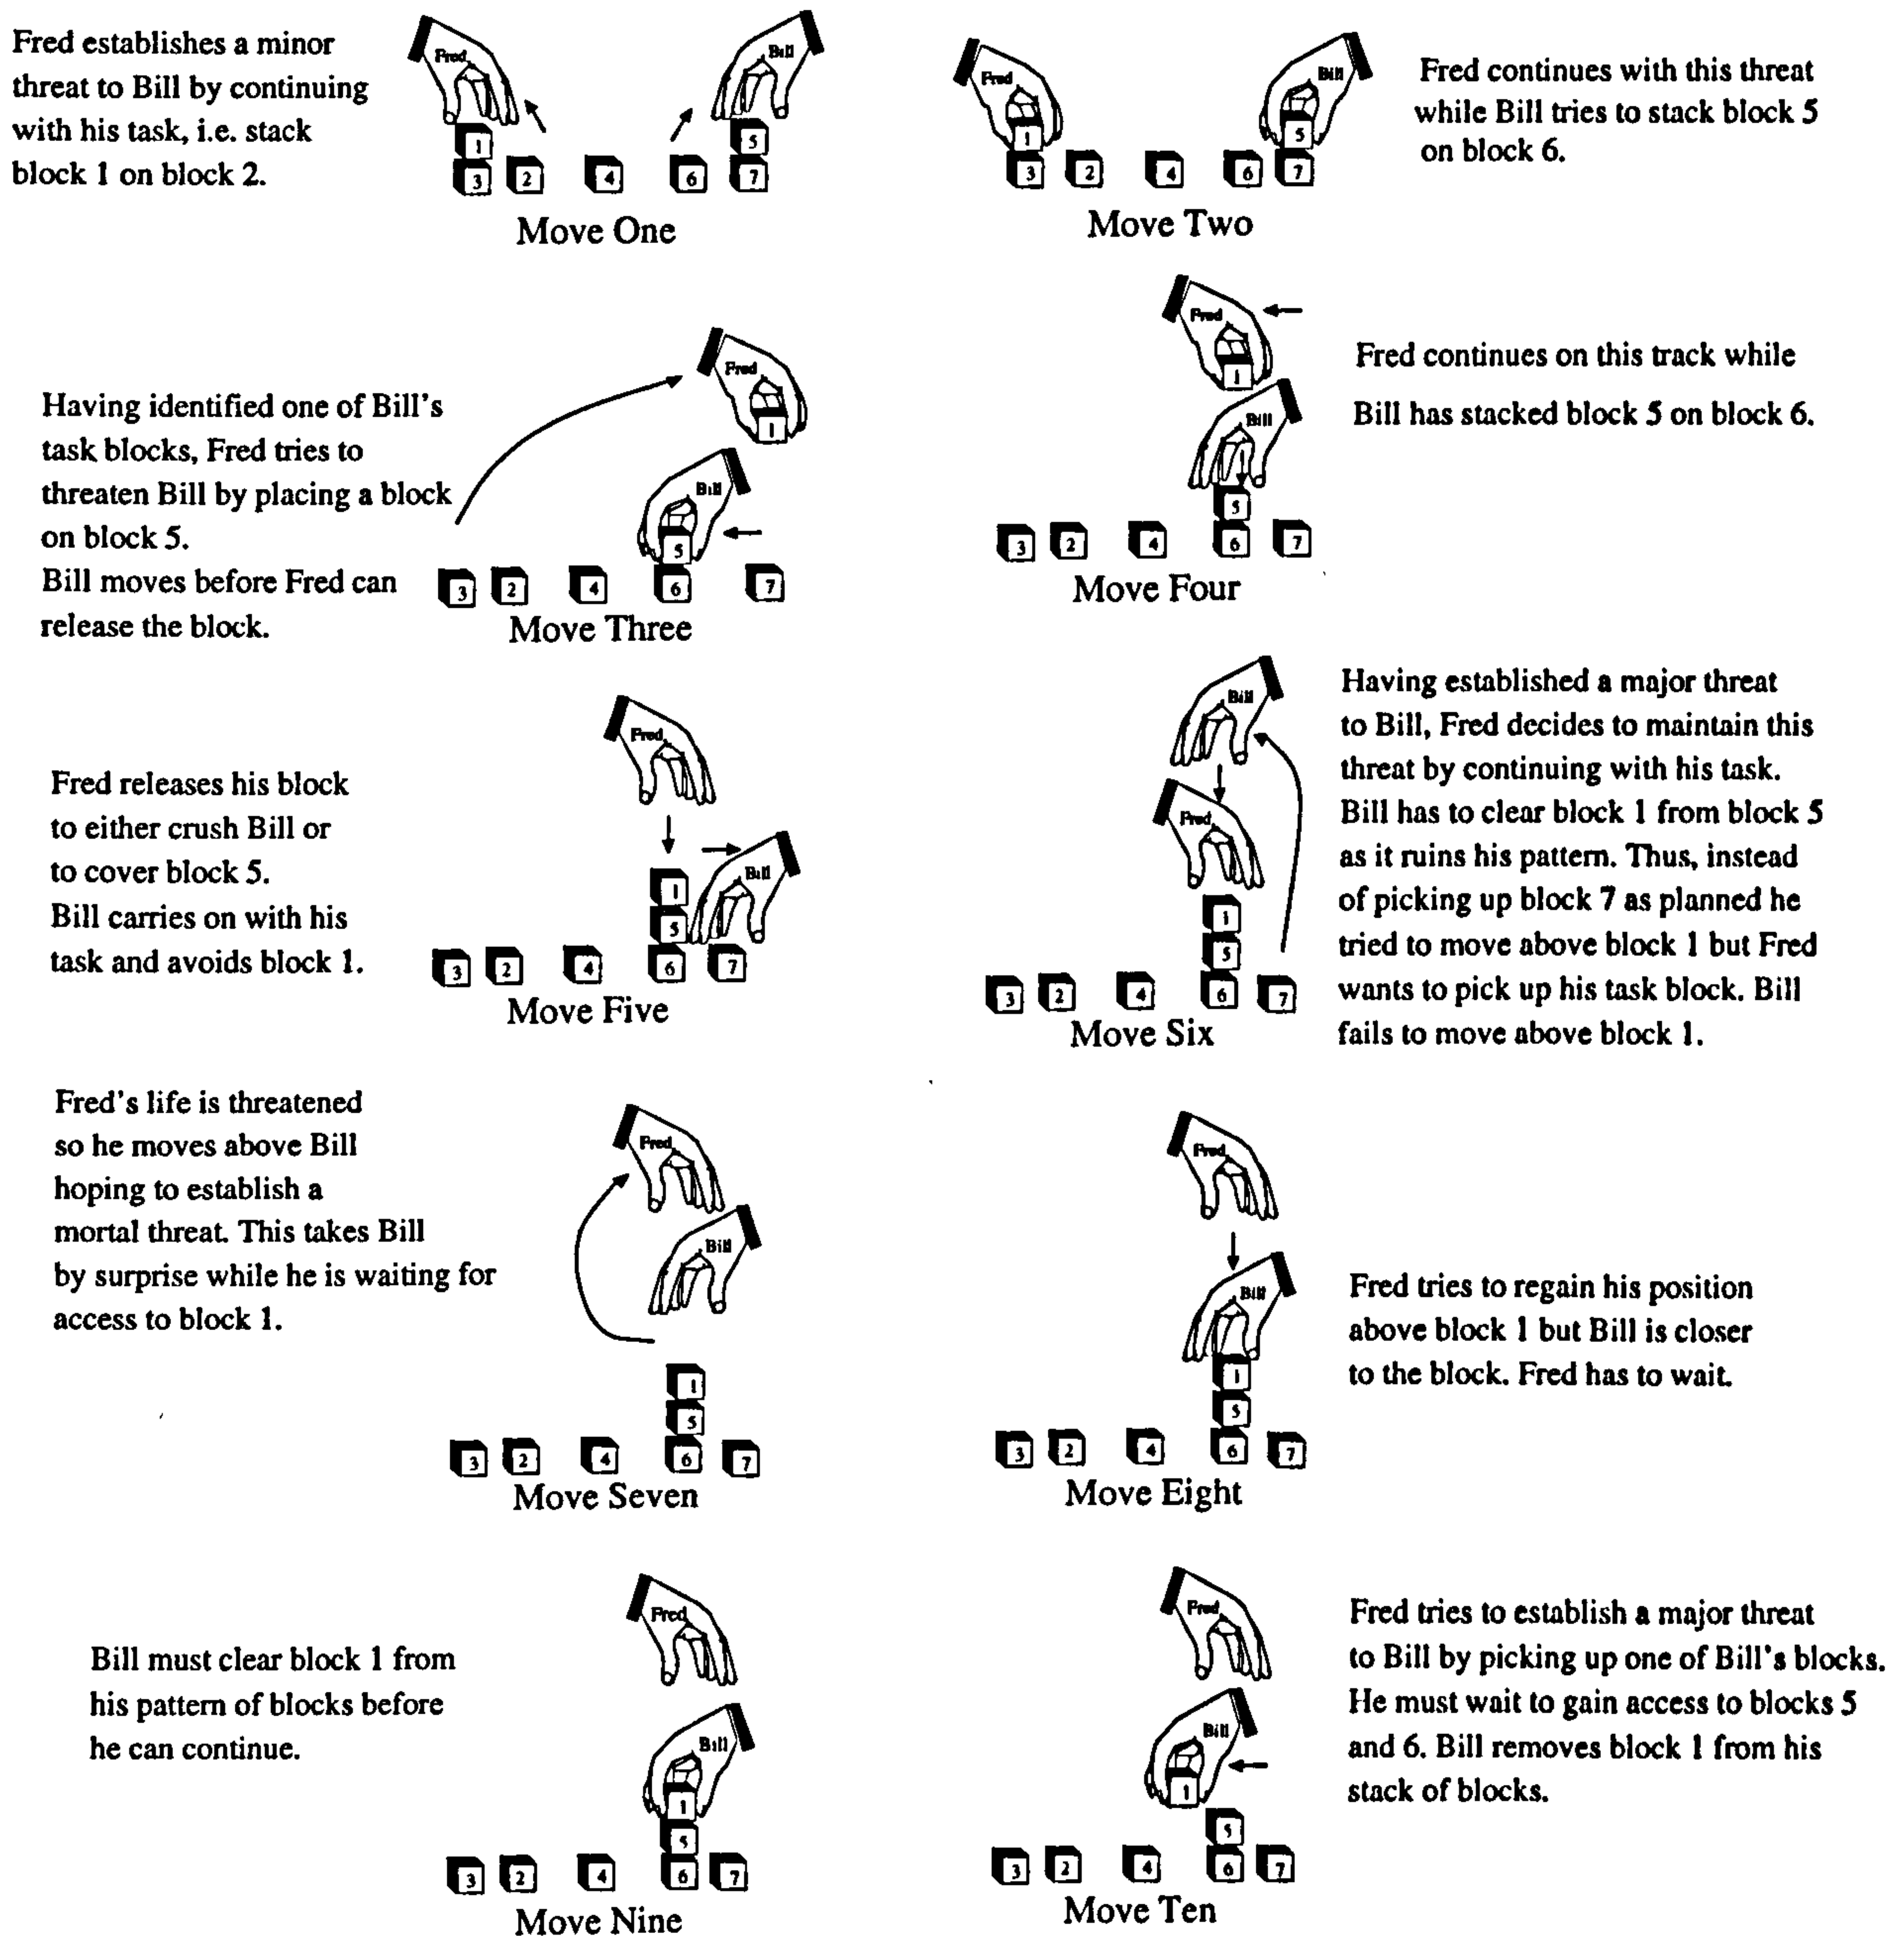 Fred establishes a minor
threat to Bill by continuing
with his task, i.e. stack
block 1 on block 2.
Fred
Bill
1
5
3
2
4
6
7
Move One
Fred
Bill
1
5
3
2
4
6
7
Move Two
Fred continues with this threat
while Bill tries to stack block 5
on block 6.
Having identified one of Bill's
task blocks, Fred tries to
threaten Bill by placing a block
on block 5.
Bill moves before Fred can
release the block.
Fred
1
Bill
5
3
2
4
6
7
Move Three
Fred
1
Bill
5
3
2
4
6
7
Move Four
Fred continues on this track while
Bill has stacked block 5 on block 6.
Fred releases his block
to either crush Bill or
to cover block 5.
Bill carries on with his
task and avoids block 1.
Fred
Bill
1
5
3
2
4
6
7
Move Five
Bill
Fred
1
5
3
2
4
6
7
Move Six
Having established a major threat
to Bill, Fred decides to maintain this
threat by continuing with his task.
Bill has to clear block 1 from block 5
as it ruins his pattern. Thus, instead
of picking up block 7 as planned he
tried to move above block 1 but Fred
wants to pick up his task block. Bill
fails to move above block 1.
Fred's life is threatened
so he moves above Bill
hoping to establish a
mortal threat. This takes Bill
by surprise while he is waiting for
access to block 1.
Fred
Bill
1
5
3
2
4
6
7
Move Seven
Fred
Bill
1
5
3
2
4
6
7
Move Eight
Fred tries to regain his position
above block 1 but Bill is closer
to the block. Fred has to wait.
Bill must clear block 1 from
his pattern of blocks before
he can continue.
Fred
Bill
1
5
3
2
4
6
7
Move Nine
Fred
Bill
1
5
3
2
4
6
7
Move Ten
Fred tries to establish a major threat
to Bill by picking up one of Bill's blocks.
He must wait to gain access to blocks 5
and 6. Bill removes block 1 from his
stack of blocks.